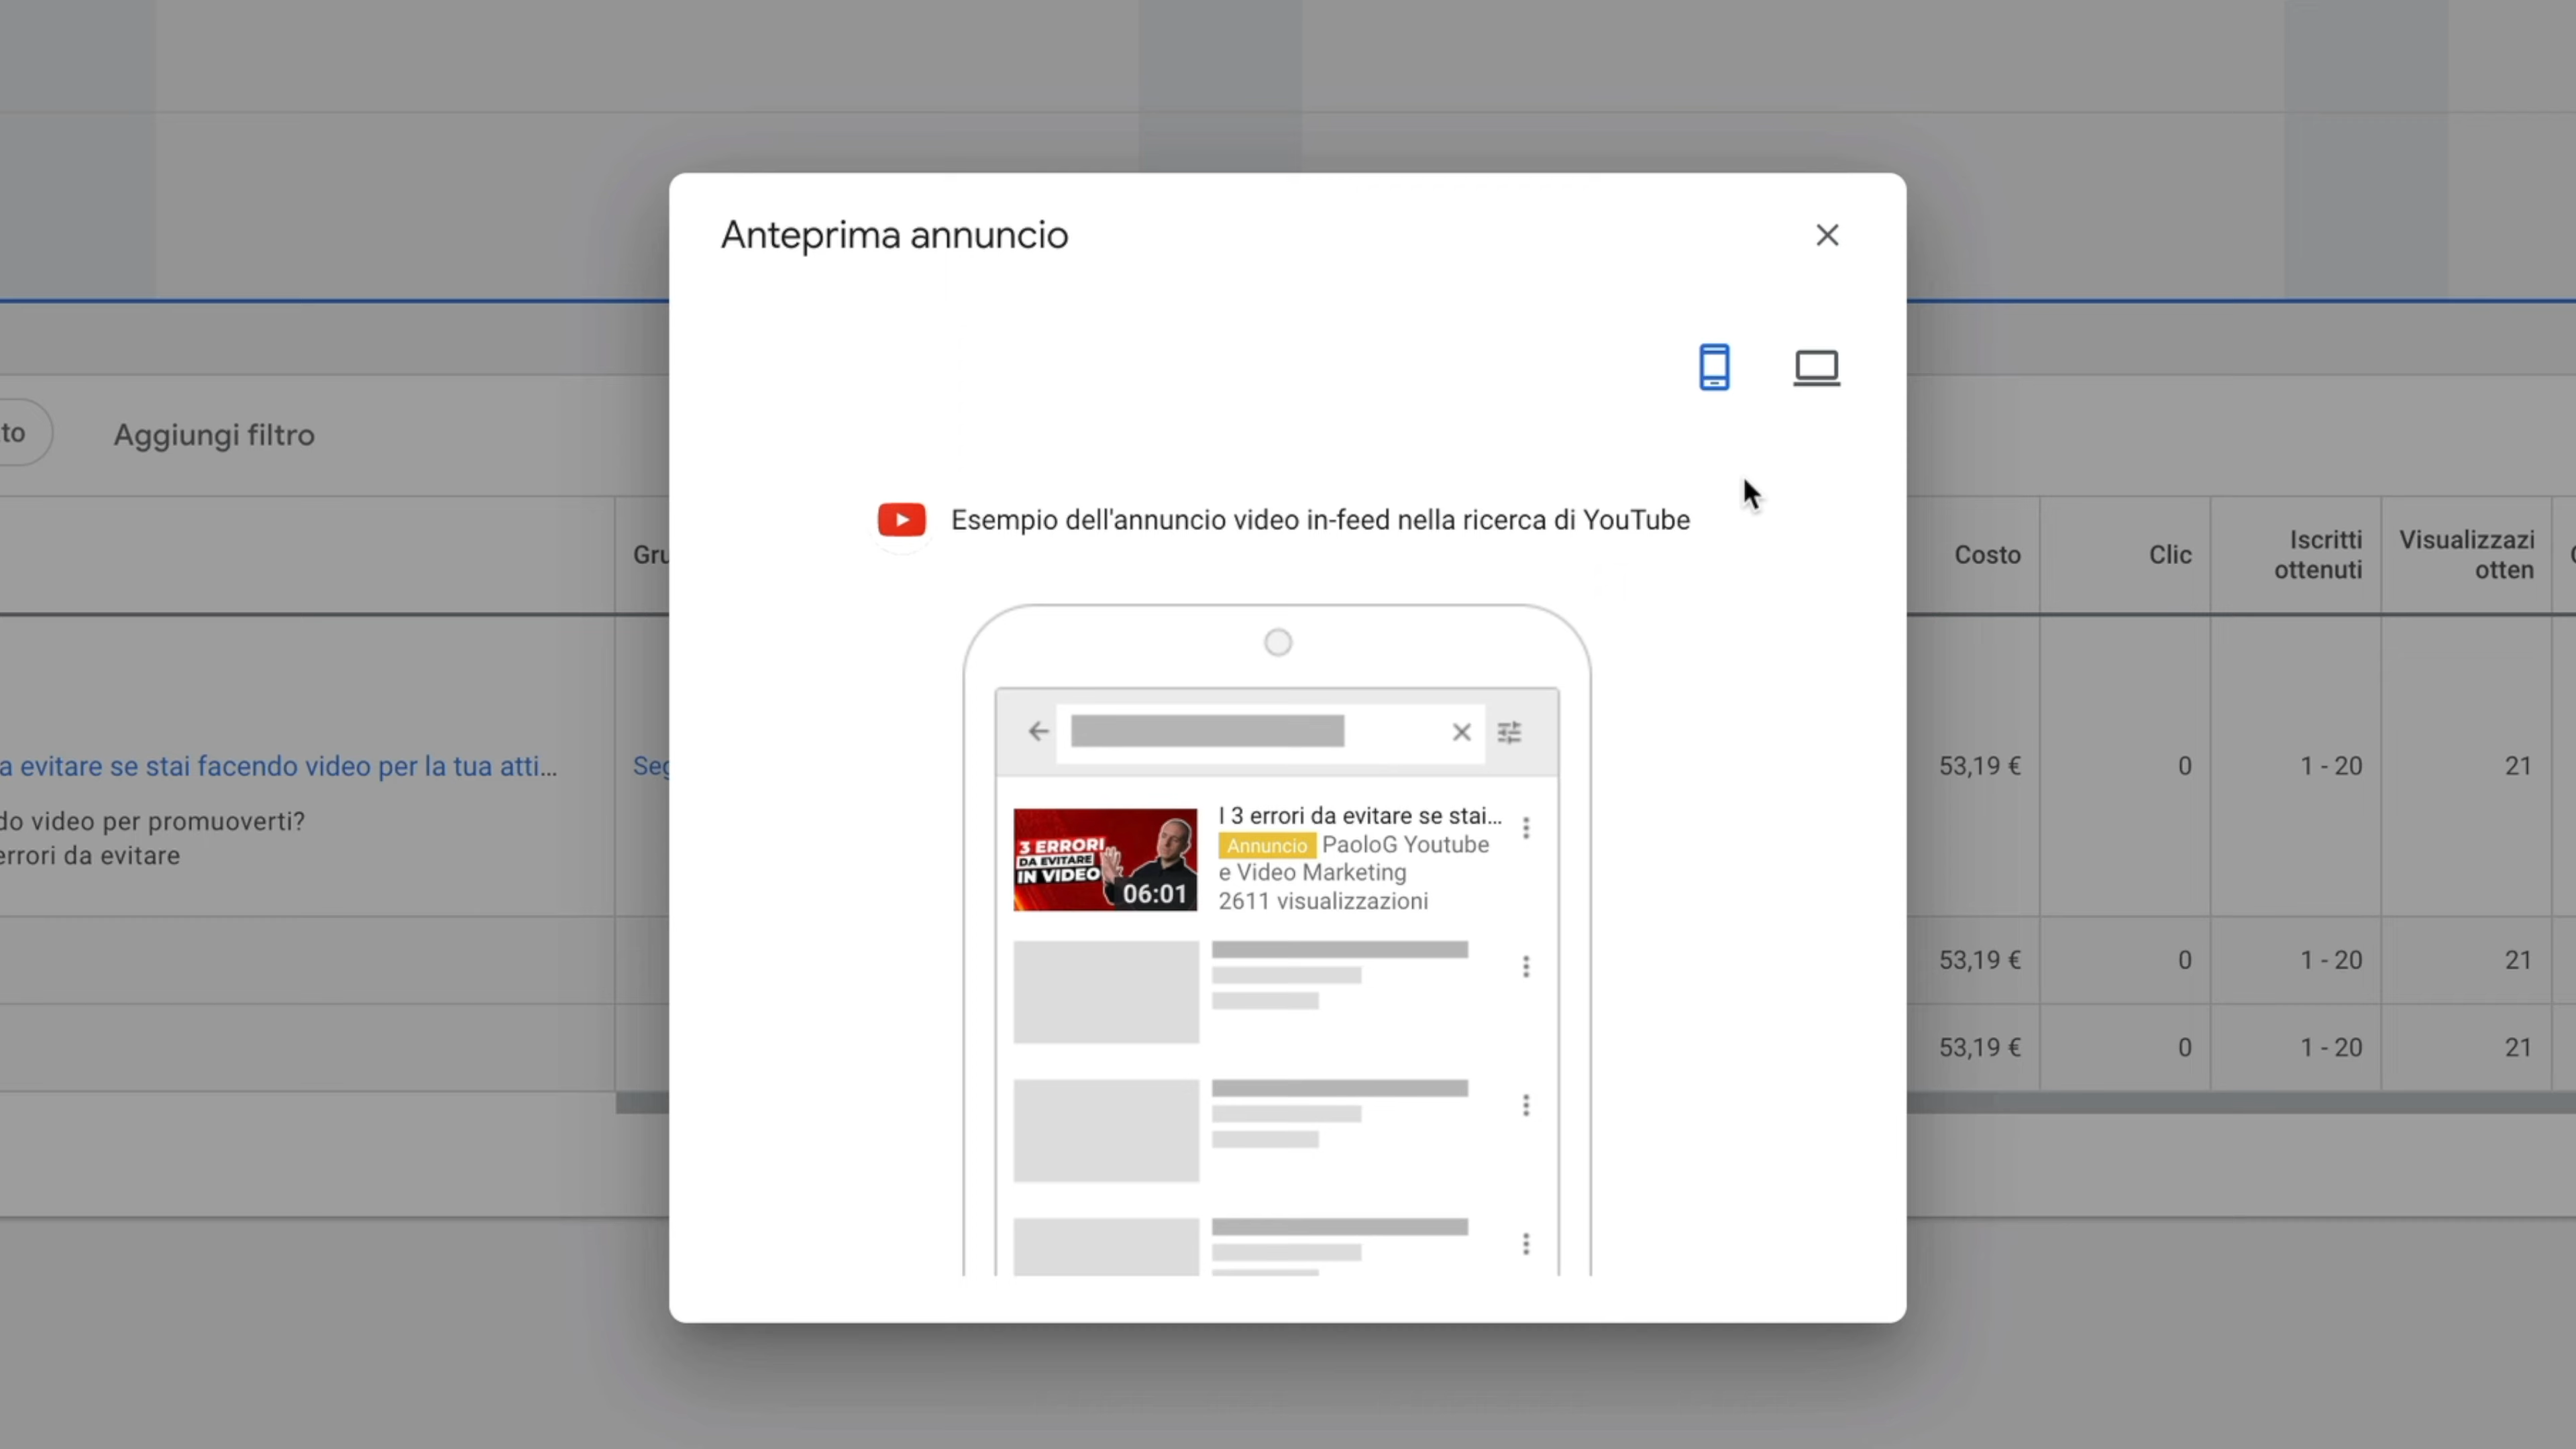 Anteprima annuncio
to
Aggiungi filtro
Esempio dell'annuncio video in-feed nella ricerca di YouTube
Gru
Costo
Clic
Iscritti
ottenuti
Visualizzazi
otten
a evitare se stai facendo video per la tua atti...
Seg
53,19 €
0
1 - 20
21
do video per promuoverti?
errori da evitare
3 ERRORI
DA EVITARE
IN VIDEO
06:01
I 3 errori da evitare se stai...
Annuncio PaoloG Youtube
e Video Marketing
2611 visualizzazioni
53,19 €
0
1 - 20
21
53,19 €
0
1 - 20
21